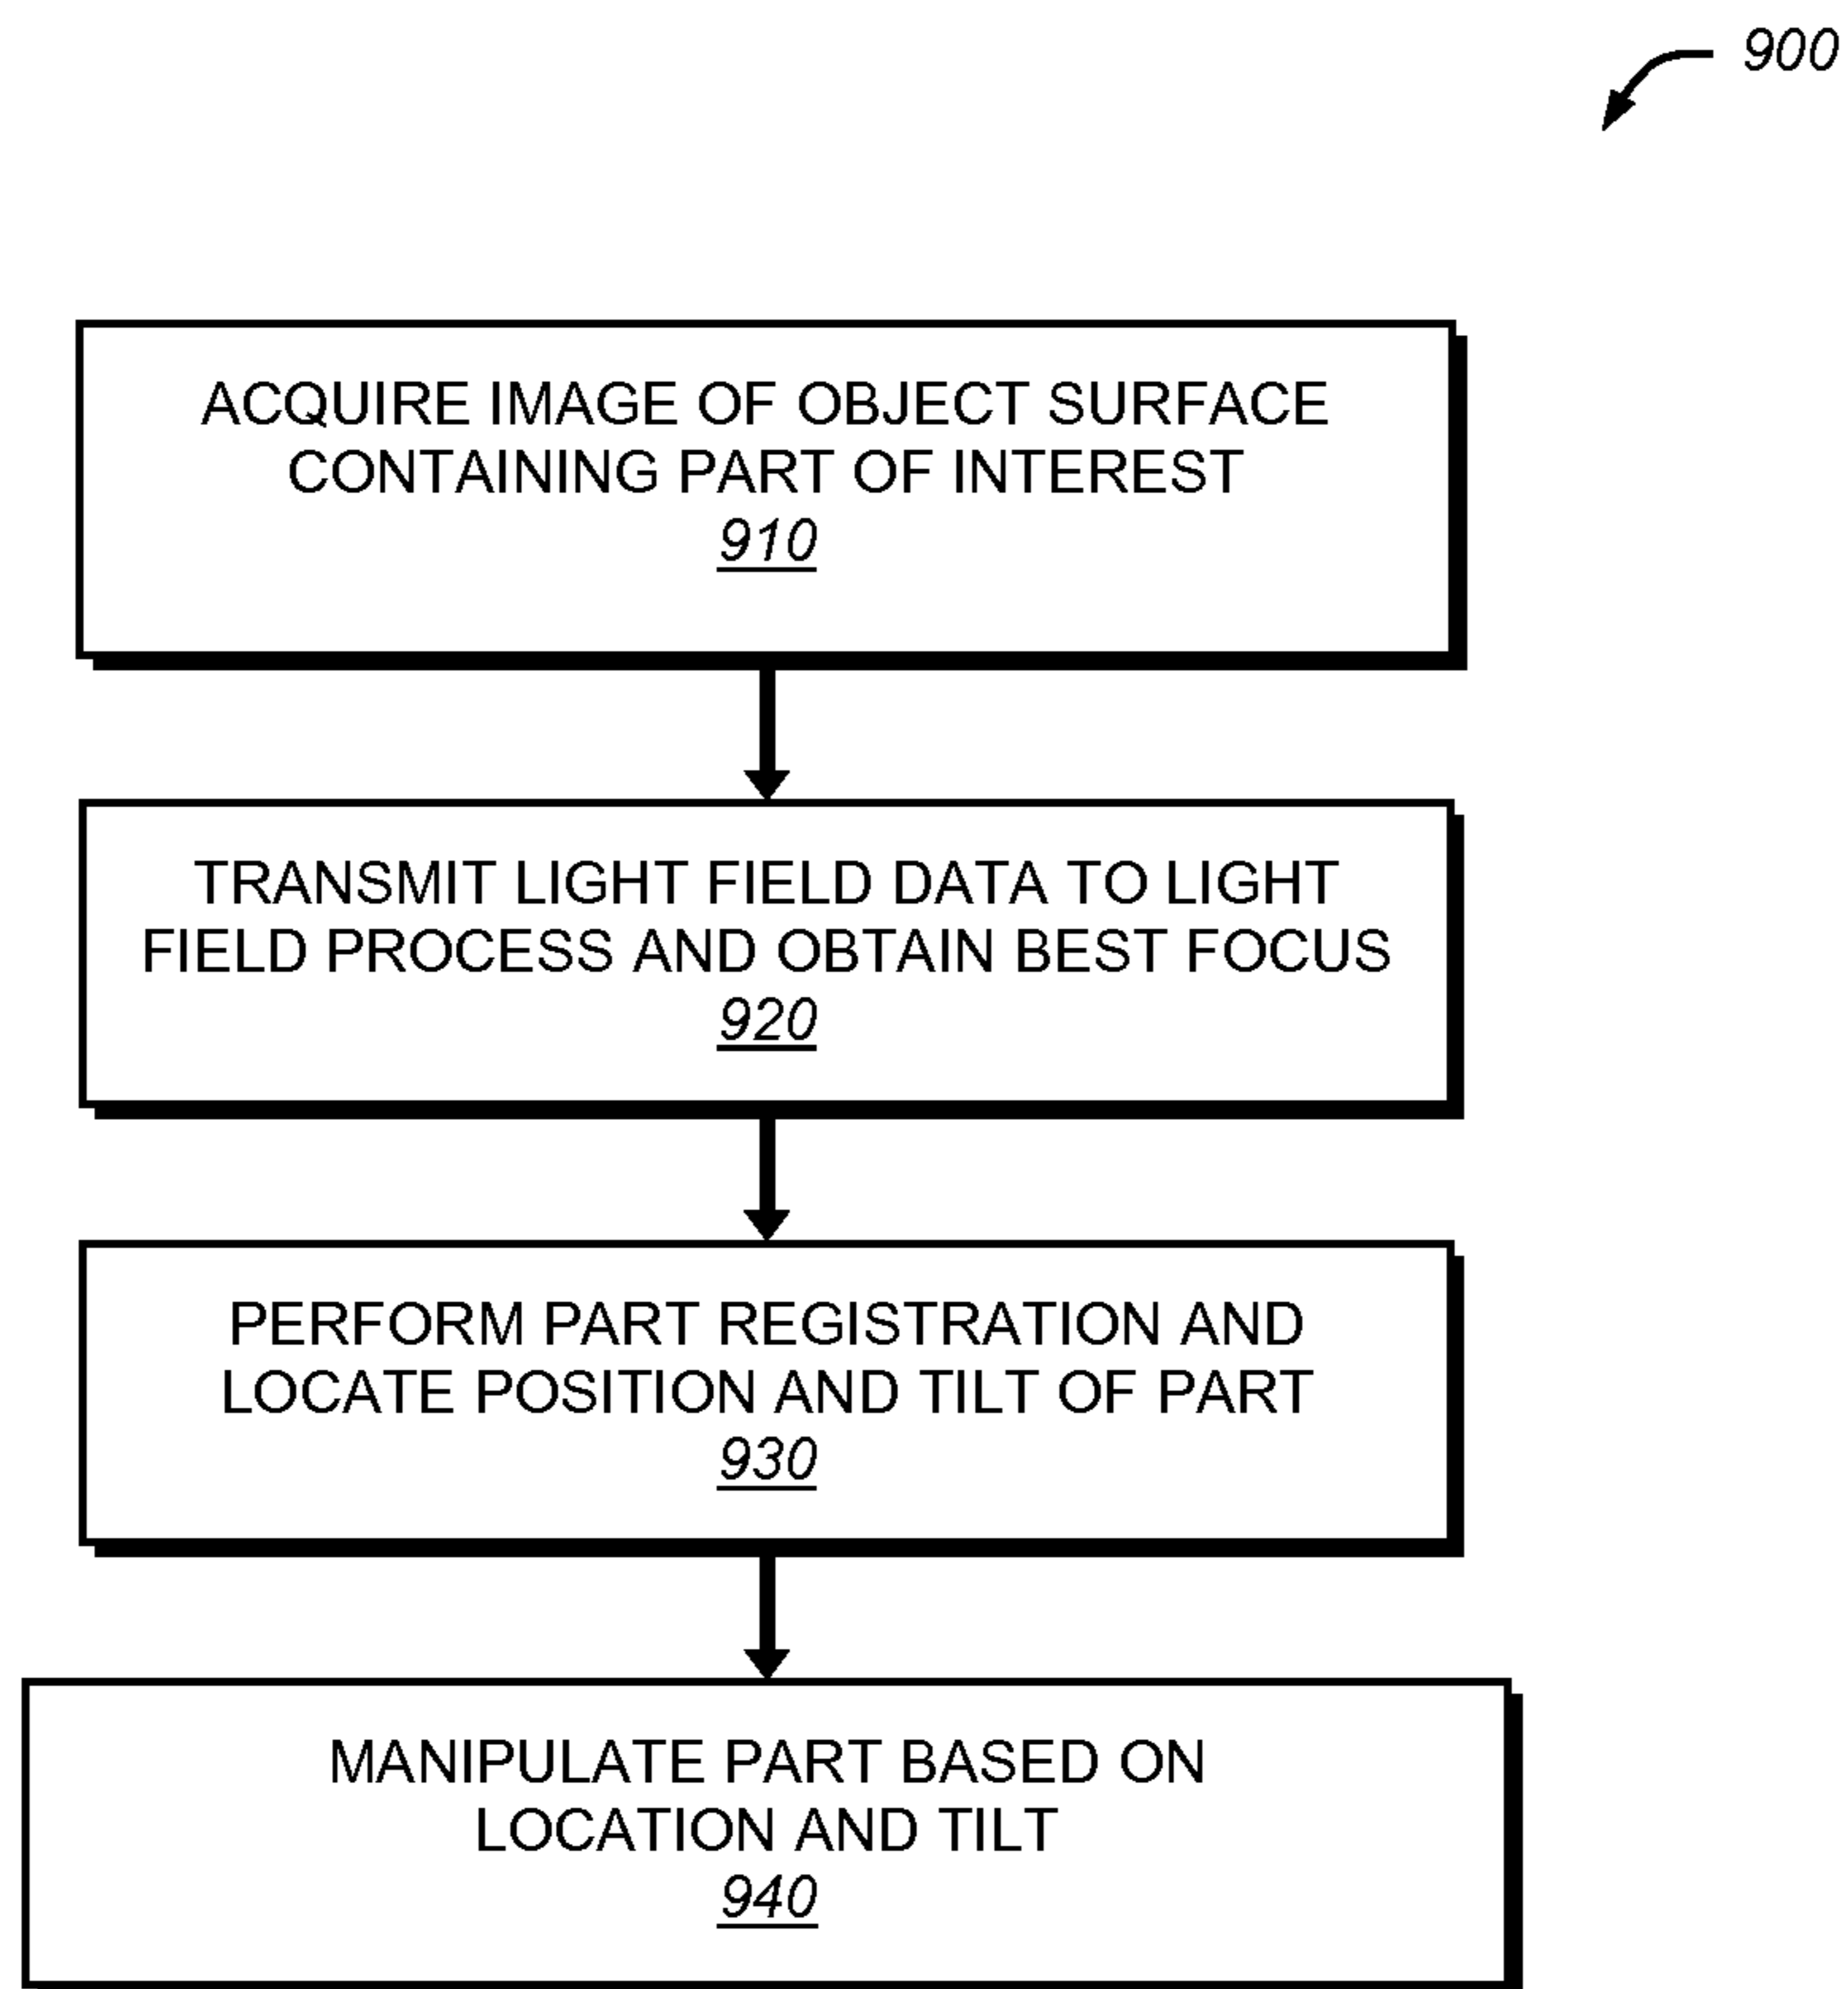 900
ACQUIRE IMAGE OF OBJECT SURFACE
CONTAINING PART OF INTEREST
910
TRANSMIT LIGHT FIELD DATA TO LIGHT
FIELD PROCESS AND OBTAIN BEST FOCUS
920
PERFORM PART REGISTRATION AND
LOCATE POSITION AND TILT OF PART
930
MANIPULATE PART BASED ON
LOCATION AND TILT
940